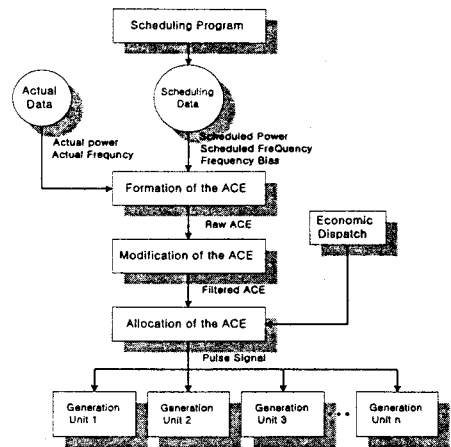 Scheduling Program
Actual
Data
Scheduling
Data
Actual power
Actual Frequncy
Scheduled Power
Scheduled FreQuency
Frequency Bias
Formation of the ACE
Raw ACE
Economic
Dispatch
Modification of the ACE
Filtered ACE
Allocation of the ACE
Pulse Signal
Generation
Unit 1
Generation
Unit 2
Generation
Unit 3
••
Generation
Unit n